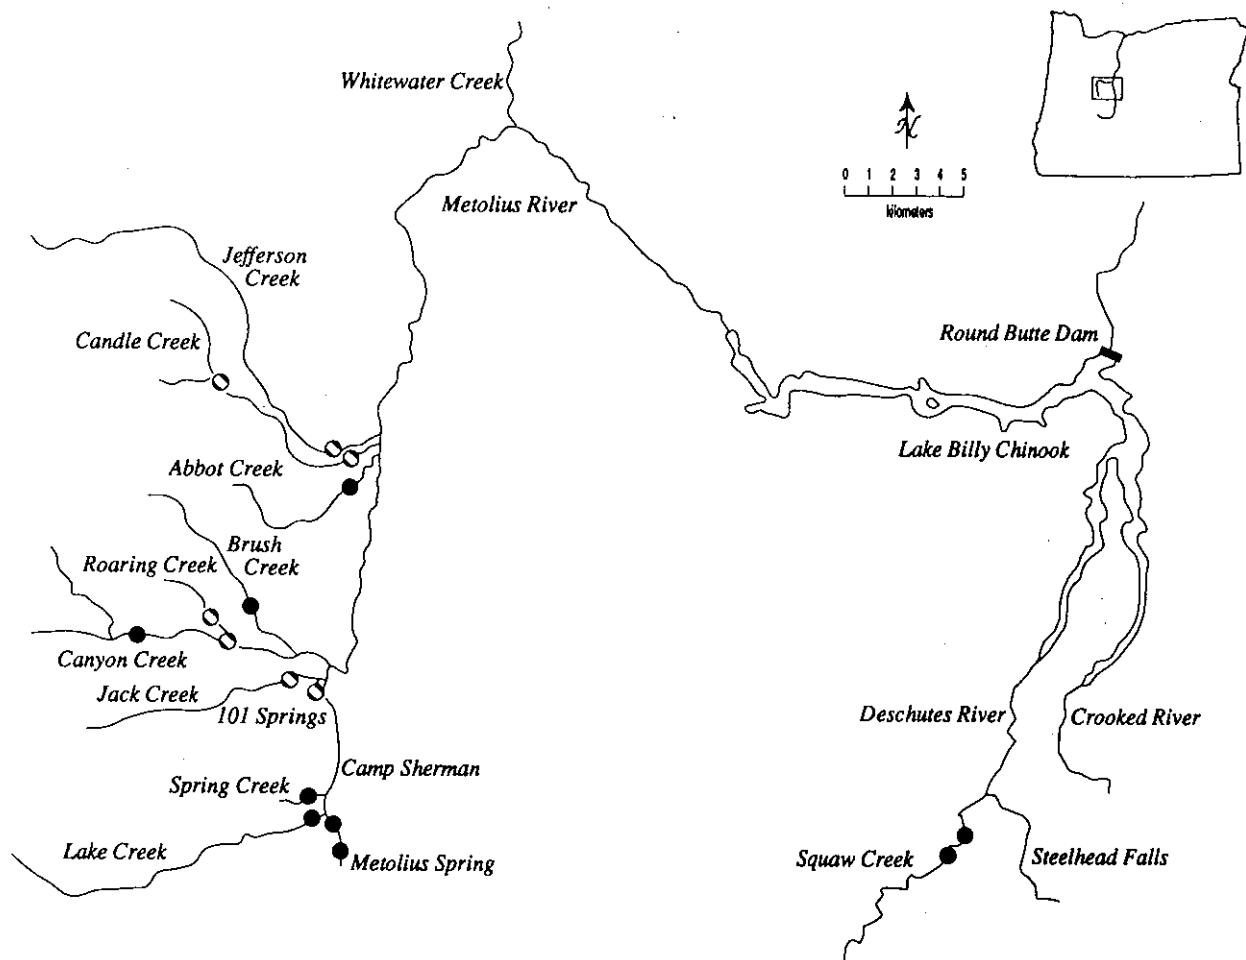 Whitewater Creek
N
0 1 2 3 4 5
kilometers
Metolius River
Jefferson
Creek
Candle Creek
Round Butte Dam
Lake Billy Chinook
Abbot Creek
Brush
Creek
Roaring Creek
Canyon Creek
Jack Creek
101 Springs
Deschutes River
Crooked River
Camp Sherman
Spring Creek
Lake Creek
Metolius Spring
Squaw Creek
Steelhead Falls